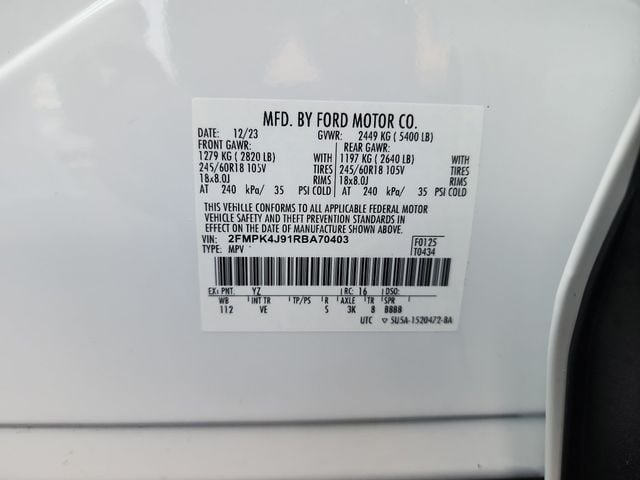 MFD. BY FORD MOTOR CO.
DATE: 12/23 GVWR: 2449 KG ( 5400 LB)
FRONT GAWR: REAR GAWR:
1279 KG ( 2820 LB) WITH 1197 KG ( 2640 LB) WITH
245/60R18 105V TIRES 245/60R18 105V TIRES
18x8.0J RIMS 18x8.0J RIMS
AT 240 kPa/ 35 PSI COLD AT 240 kPa/ 35 PSI COLD
THIS VEHICLE CONFORMS TO ALL APPLICABLE FEDERAL MOTOR
VEHICLE SAFETY AND THEFT PREVENTION STANDARDS IN
EFFECT ON THE DATE OF MANUFACTURE SHOWN ABOVE.
VIN: 2FMPK4J91RBA70403 F0125
TYPE: MPV T0434
EXT PNT: YZ RC: 16 DSO:
WB INT TR TP/PS R AXLE TR SPR
112 VE S 3K 8 BBBB
UTC ▽ SU5A-1520472-BA